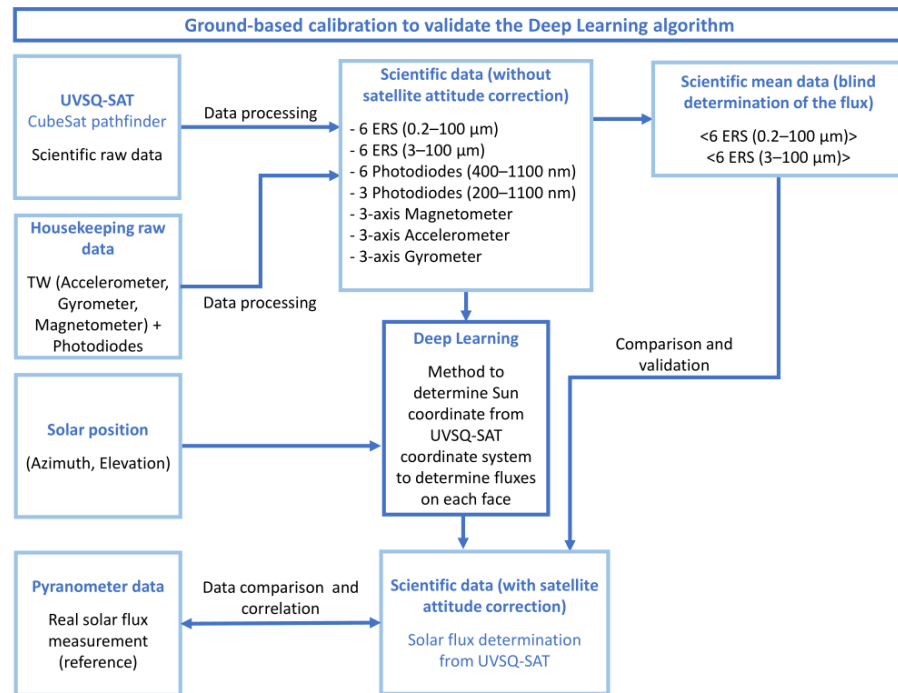 Ground-based calibration to validate the Deep Learning algorithm
UVSQ-SAT
CubeSat pathfinder
Scientific raw data
Data processing
Scientific data (without
satellite attitude correction)
- 6 ERS (0.2–100 µm)
- 6 ERS (3–100 µm)
- 6 Photodiodes (400–1100 nm)
- 3 Photodiodes (200–1100 nm)
- 3-axis Magnetometer
- 3-axis Accelerometer
- 3-axis Gyrometer
Scientific mean data (blind
determination of the flux)
<6 ERS (0.2–100 µm)>
<6 ERS (3–100 µm)>
Housekeeping raw
data
TW (Accelerometer,
Gyrometer,
Magnetometer) +
Photodiodes
Data processing
Deep Learning
Method to
determine Sun
coordinate from
UVSQ-SAT
coordinate system
to determine fluxes
on each face
Comparison and
validation
Solar position
(Azimuth, Elevation)
Pyranometer data
Real solar flux
measurement
(reference)
Data comparison and
correlation
Scientific data (with satellite
attitude correction)
Solar flux determination
from UVSQ-SAT